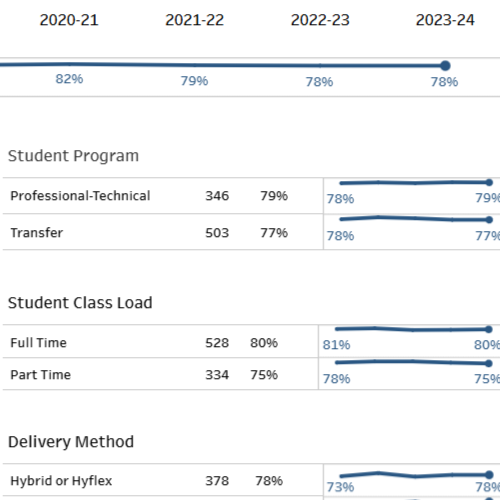 2020-21 2021-22 2022-23 2023-24
82% 79% 78% 78%
Student Program
Professional-Technical 346 79% 78% 79%
Transfer 503 77% 78% 77%
Student Class Load
Full Time 528 80% 81% 80%
Part Time 334 75% 78% 75%
Delivery Method
Hybrid or Hyflex 378 78% 73% 78%